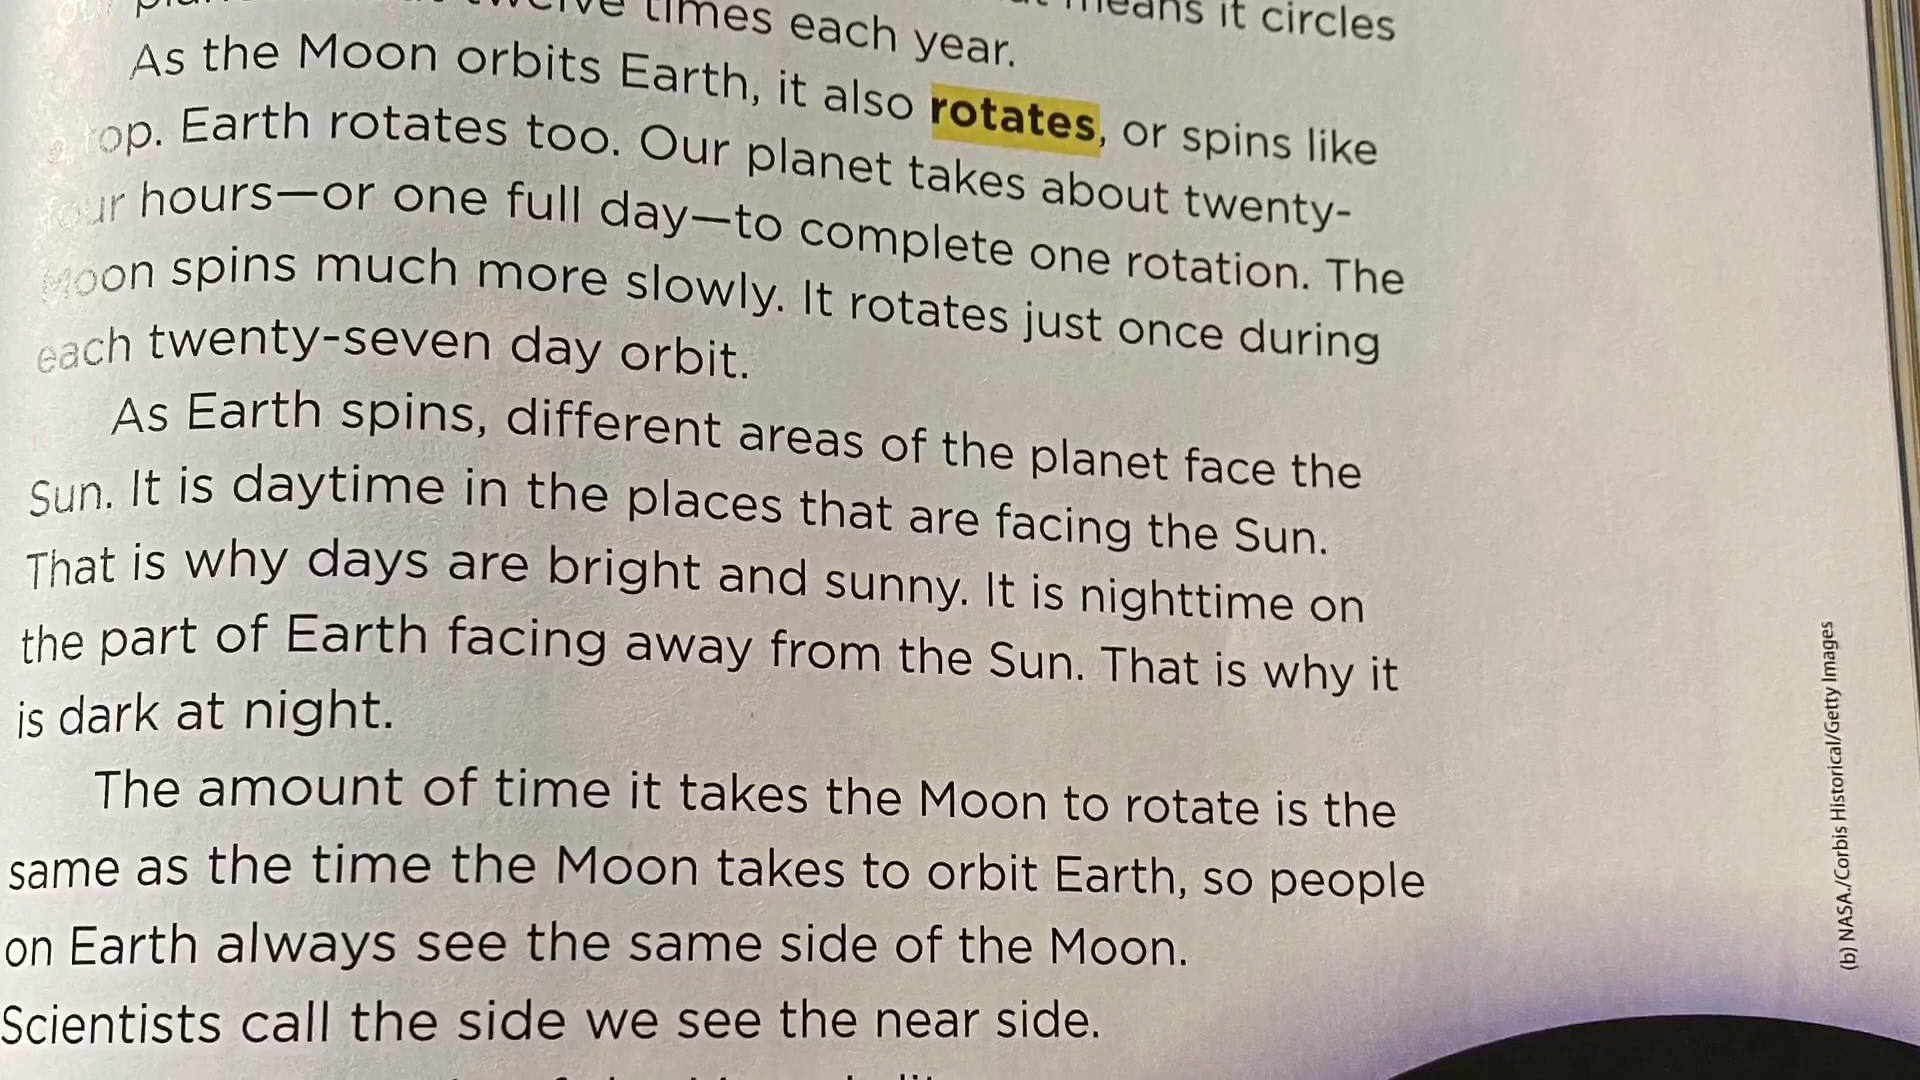 times each year.
means it circles
As the Moon orbits Earth, it also rotates, or spins like
a top. Earth rotates too. Our planet takes about twenty-
four hours—or one full day—to complete one rotation. The
Moon spins much more slowly. It rotates just once during
each twenty-seven day orbit.
As Earth spins, different areas of the planet face the
Sun. It is daytime in the places that are facing the Sun.
That is why days are bright and sunny. It is nighttime on
the part of Earth facing away from the Sun. That is why it
is dark at night.
The amount of time it takes the Moon to rotate is the
same as the time the Moon takes to orbit Earth, so people
on Earth always see the same side of the Moon.
Scientists call the side we see the near side.
(b) NASA./Corbis Historical/Getty Images